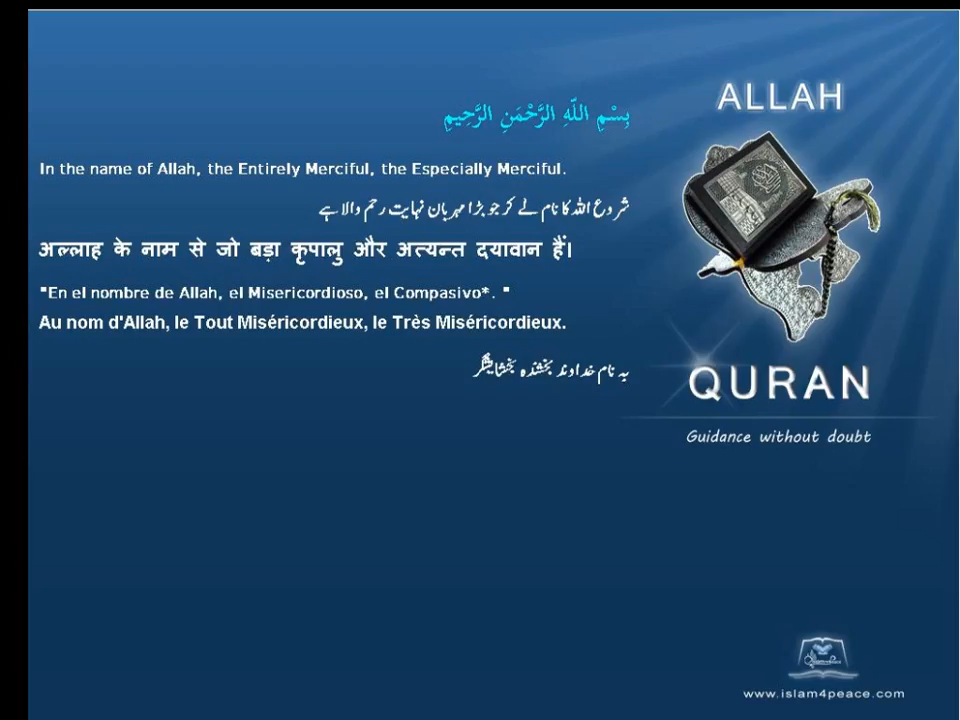 بِسْمِ اللَّهِ الرَّحْمَنِ الرَّحِيمِ
In the name of Allah, the Entirely Merciful, the Especially Merciful.
شروع اللہ کا نام لے کر جو بڑا مہربان نہایت رحم والا ہے
अल्लाह के नाम से जो बड़ा कृपालु और अत्यन्त दयावान हैं।
"En el nombre de Allah, el Misericordioso, el Compasivo*. "
Au nom d'Allah, le Tout Miséricordieux, le Très Miséricordieux.
به نام خداوند بخشنده بخشایشگر
ALLAH
QURAN
Guidance without doubt
www.islam4peace.com